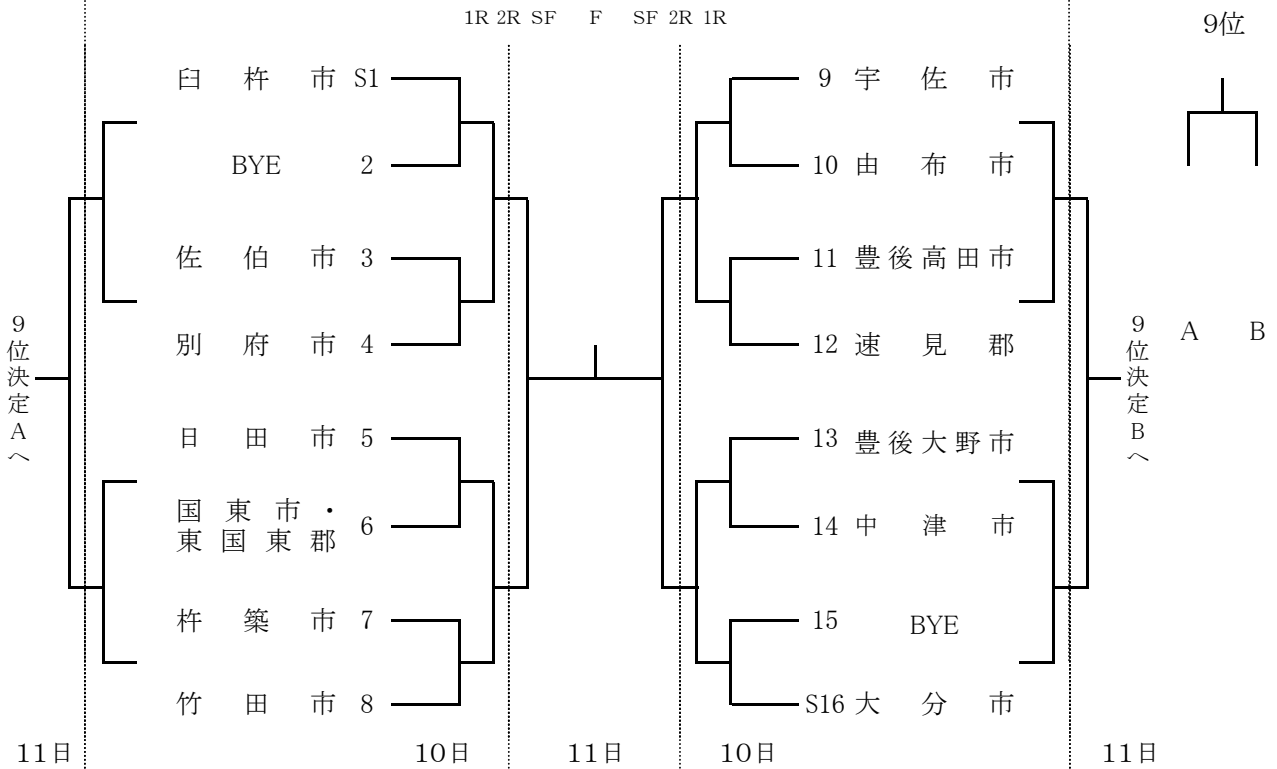 1R 2R SF F SF 2R 1R
9位
臼杵市 S1
BYE 2
佐伯市 3
別府市 4
日田市 5
国東市・
東国東郡 6
杵築市 7
竹田市 8
9 宇佐市
10 由布市
11 豊後高田市
12 速見郡
13 豊後大野市
14 中津市
15 BYE
S16 大分市
9位決定Aへ
9位決定Bへ
A B
11日 10日 11日 10日 11日